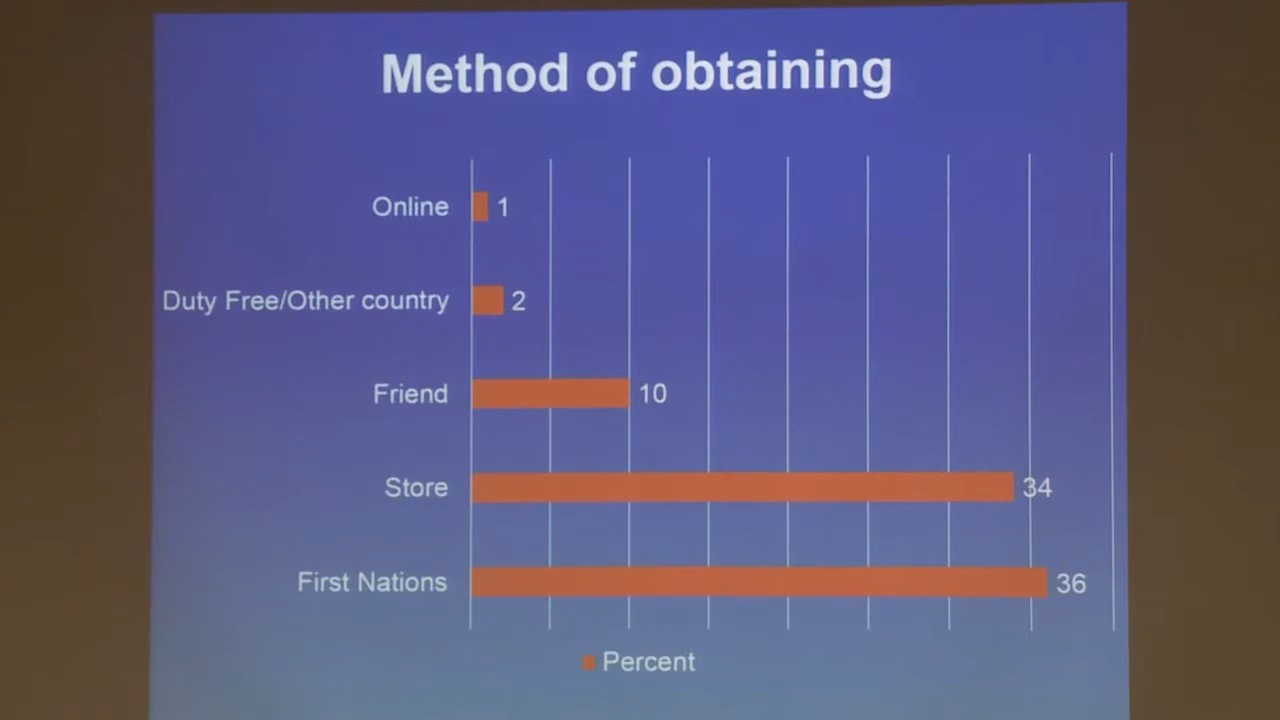 Method of obtaining
Online 1
Duty Free/Other country 2
Friend 10
Store 34
First Nations 36
Percent